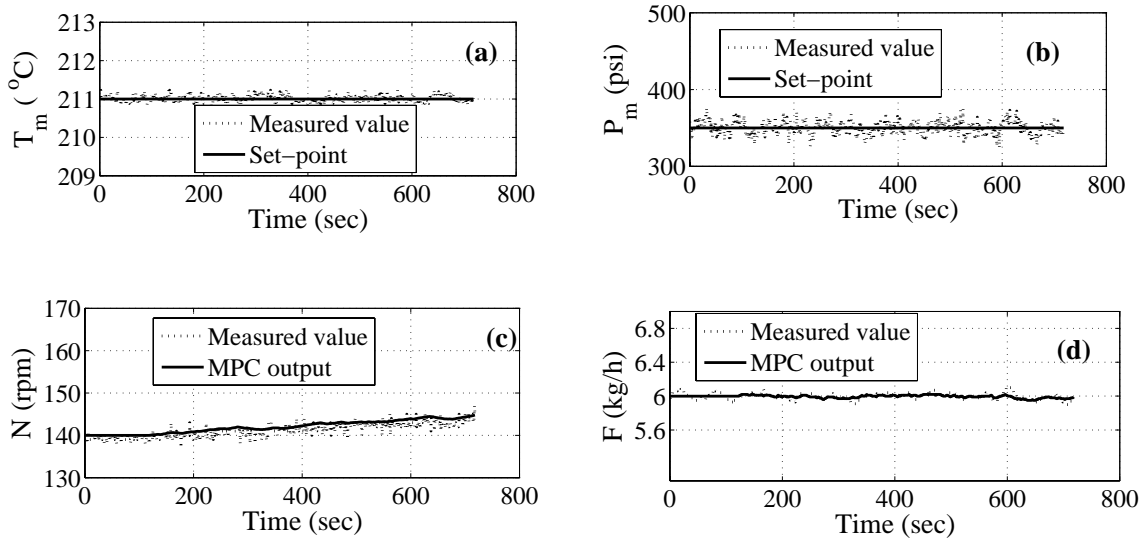 213
212
211
210
209
T_m ( °C)
(a)
Measured value
Set−point
0
200
400
600
800
Time (sec)
500
400
300
P_m (psi)
(b)
Measured value
Set−point
0
200
400
600
800
Time (sec)
170
160
150
140
130
N (rpm)
(c)
Measured value
MPC output
0
200
400
600
800
Time (sec)
6.8
6.4
6
5.6
F (kg/h)
(d)
Measured value
MPC output
0
200
400
600
800
Time (sec)